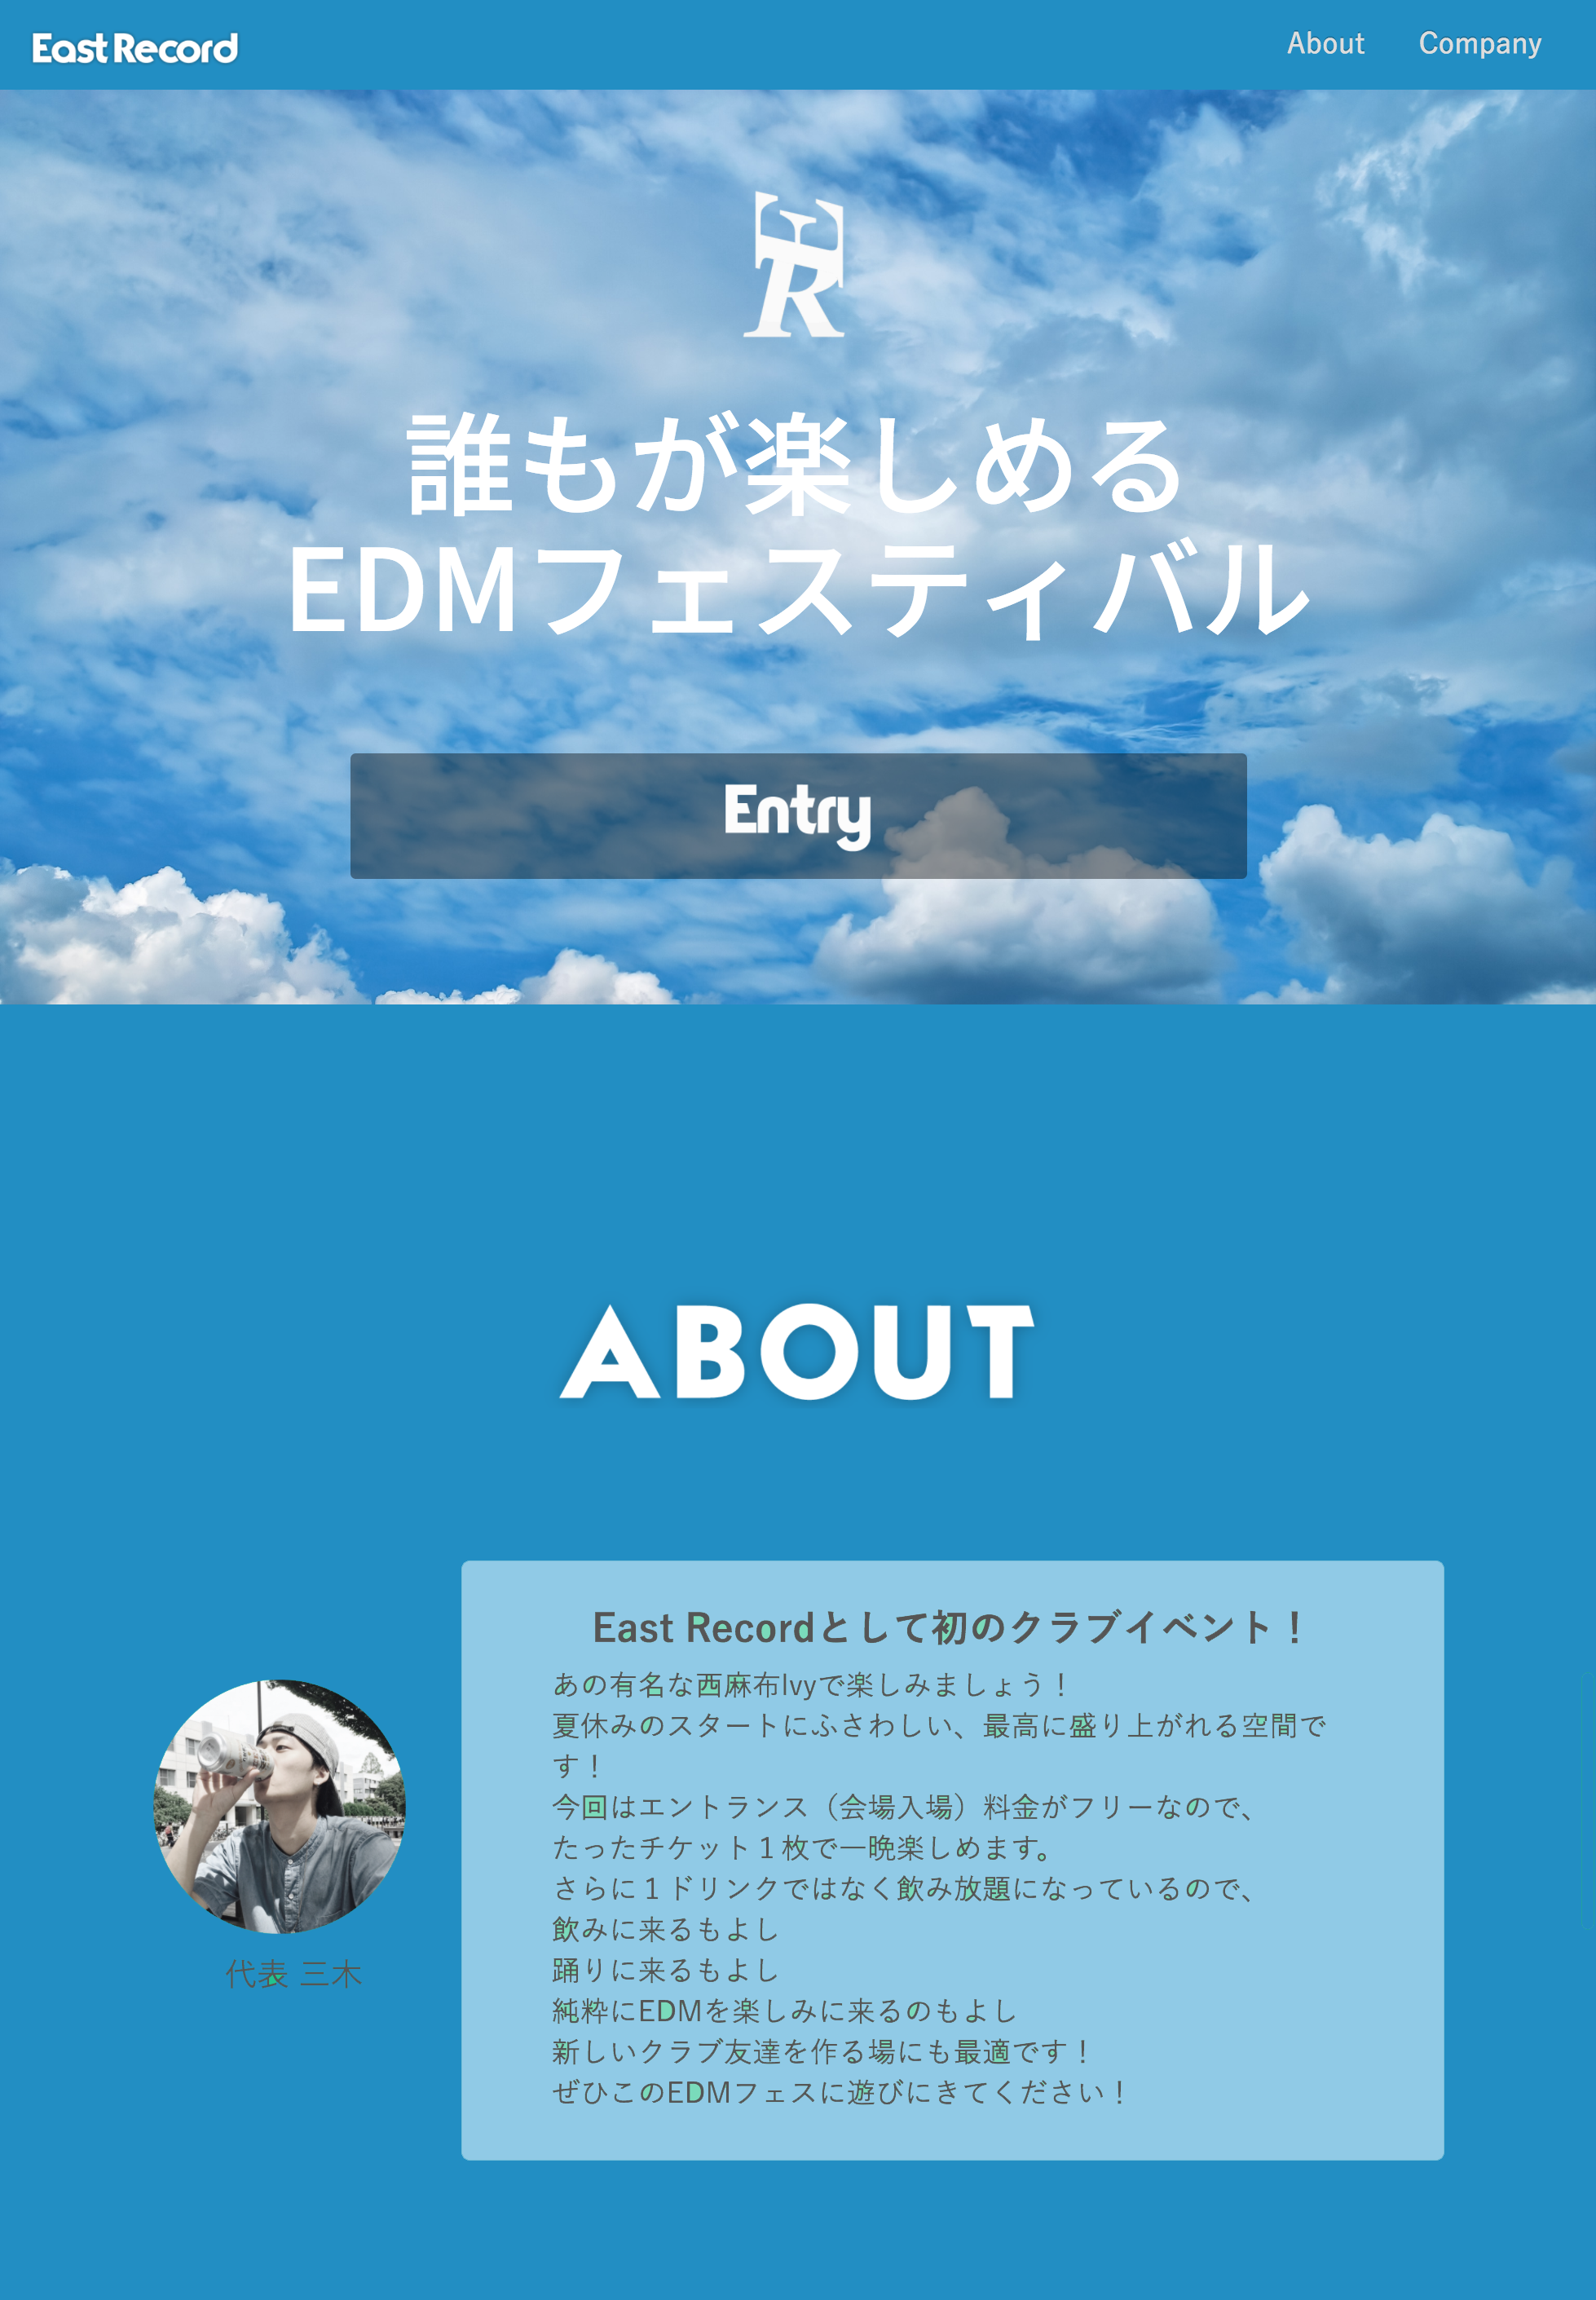 East Record
About
Company
ER
誰もが楽しめる
EDMフェスティバル
Entry
ABOUT
East Recordとして初のクラブイベント！
あの有名な西麻布Ivyで楽しみましょう！
夏休みのスタートにふさわしい、最高に盛り上がれる空間で
す！
今回はエントランス（会場入場）料金がフリーなので、
たったチケット１枚で一晩楽しめます。
さらに１ドリンクではなく飲み放題になっているので、
飲みに来るもよし
踊りに来るもよし
純粋にEDMを楽しみに来るのもよし
新しいクラブ友達を作る場にも最適です！
ぜひこのEDMフェスに遊びにきてください！
代表 三木